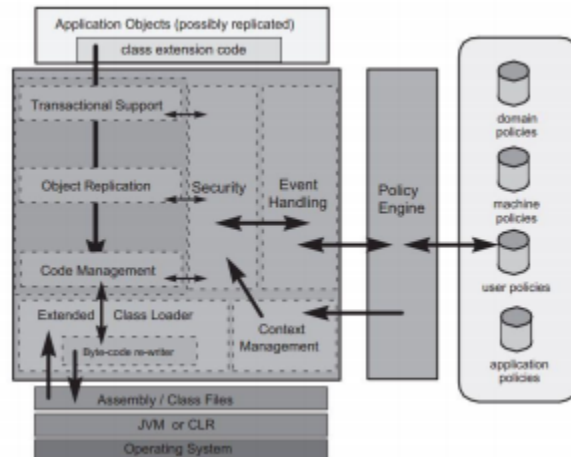 Application Objects (possibly replicated)
class extension code
Transactional Support
Object Replication
Security
Event
Handling
Code Management
Extended Class Loader
Byte-code re-writer
Context
Management
Assembly / Class Files
JVM or CLR
Operating System
Policy
Engine
domain
policies
machine
policies
user policies
application
policies